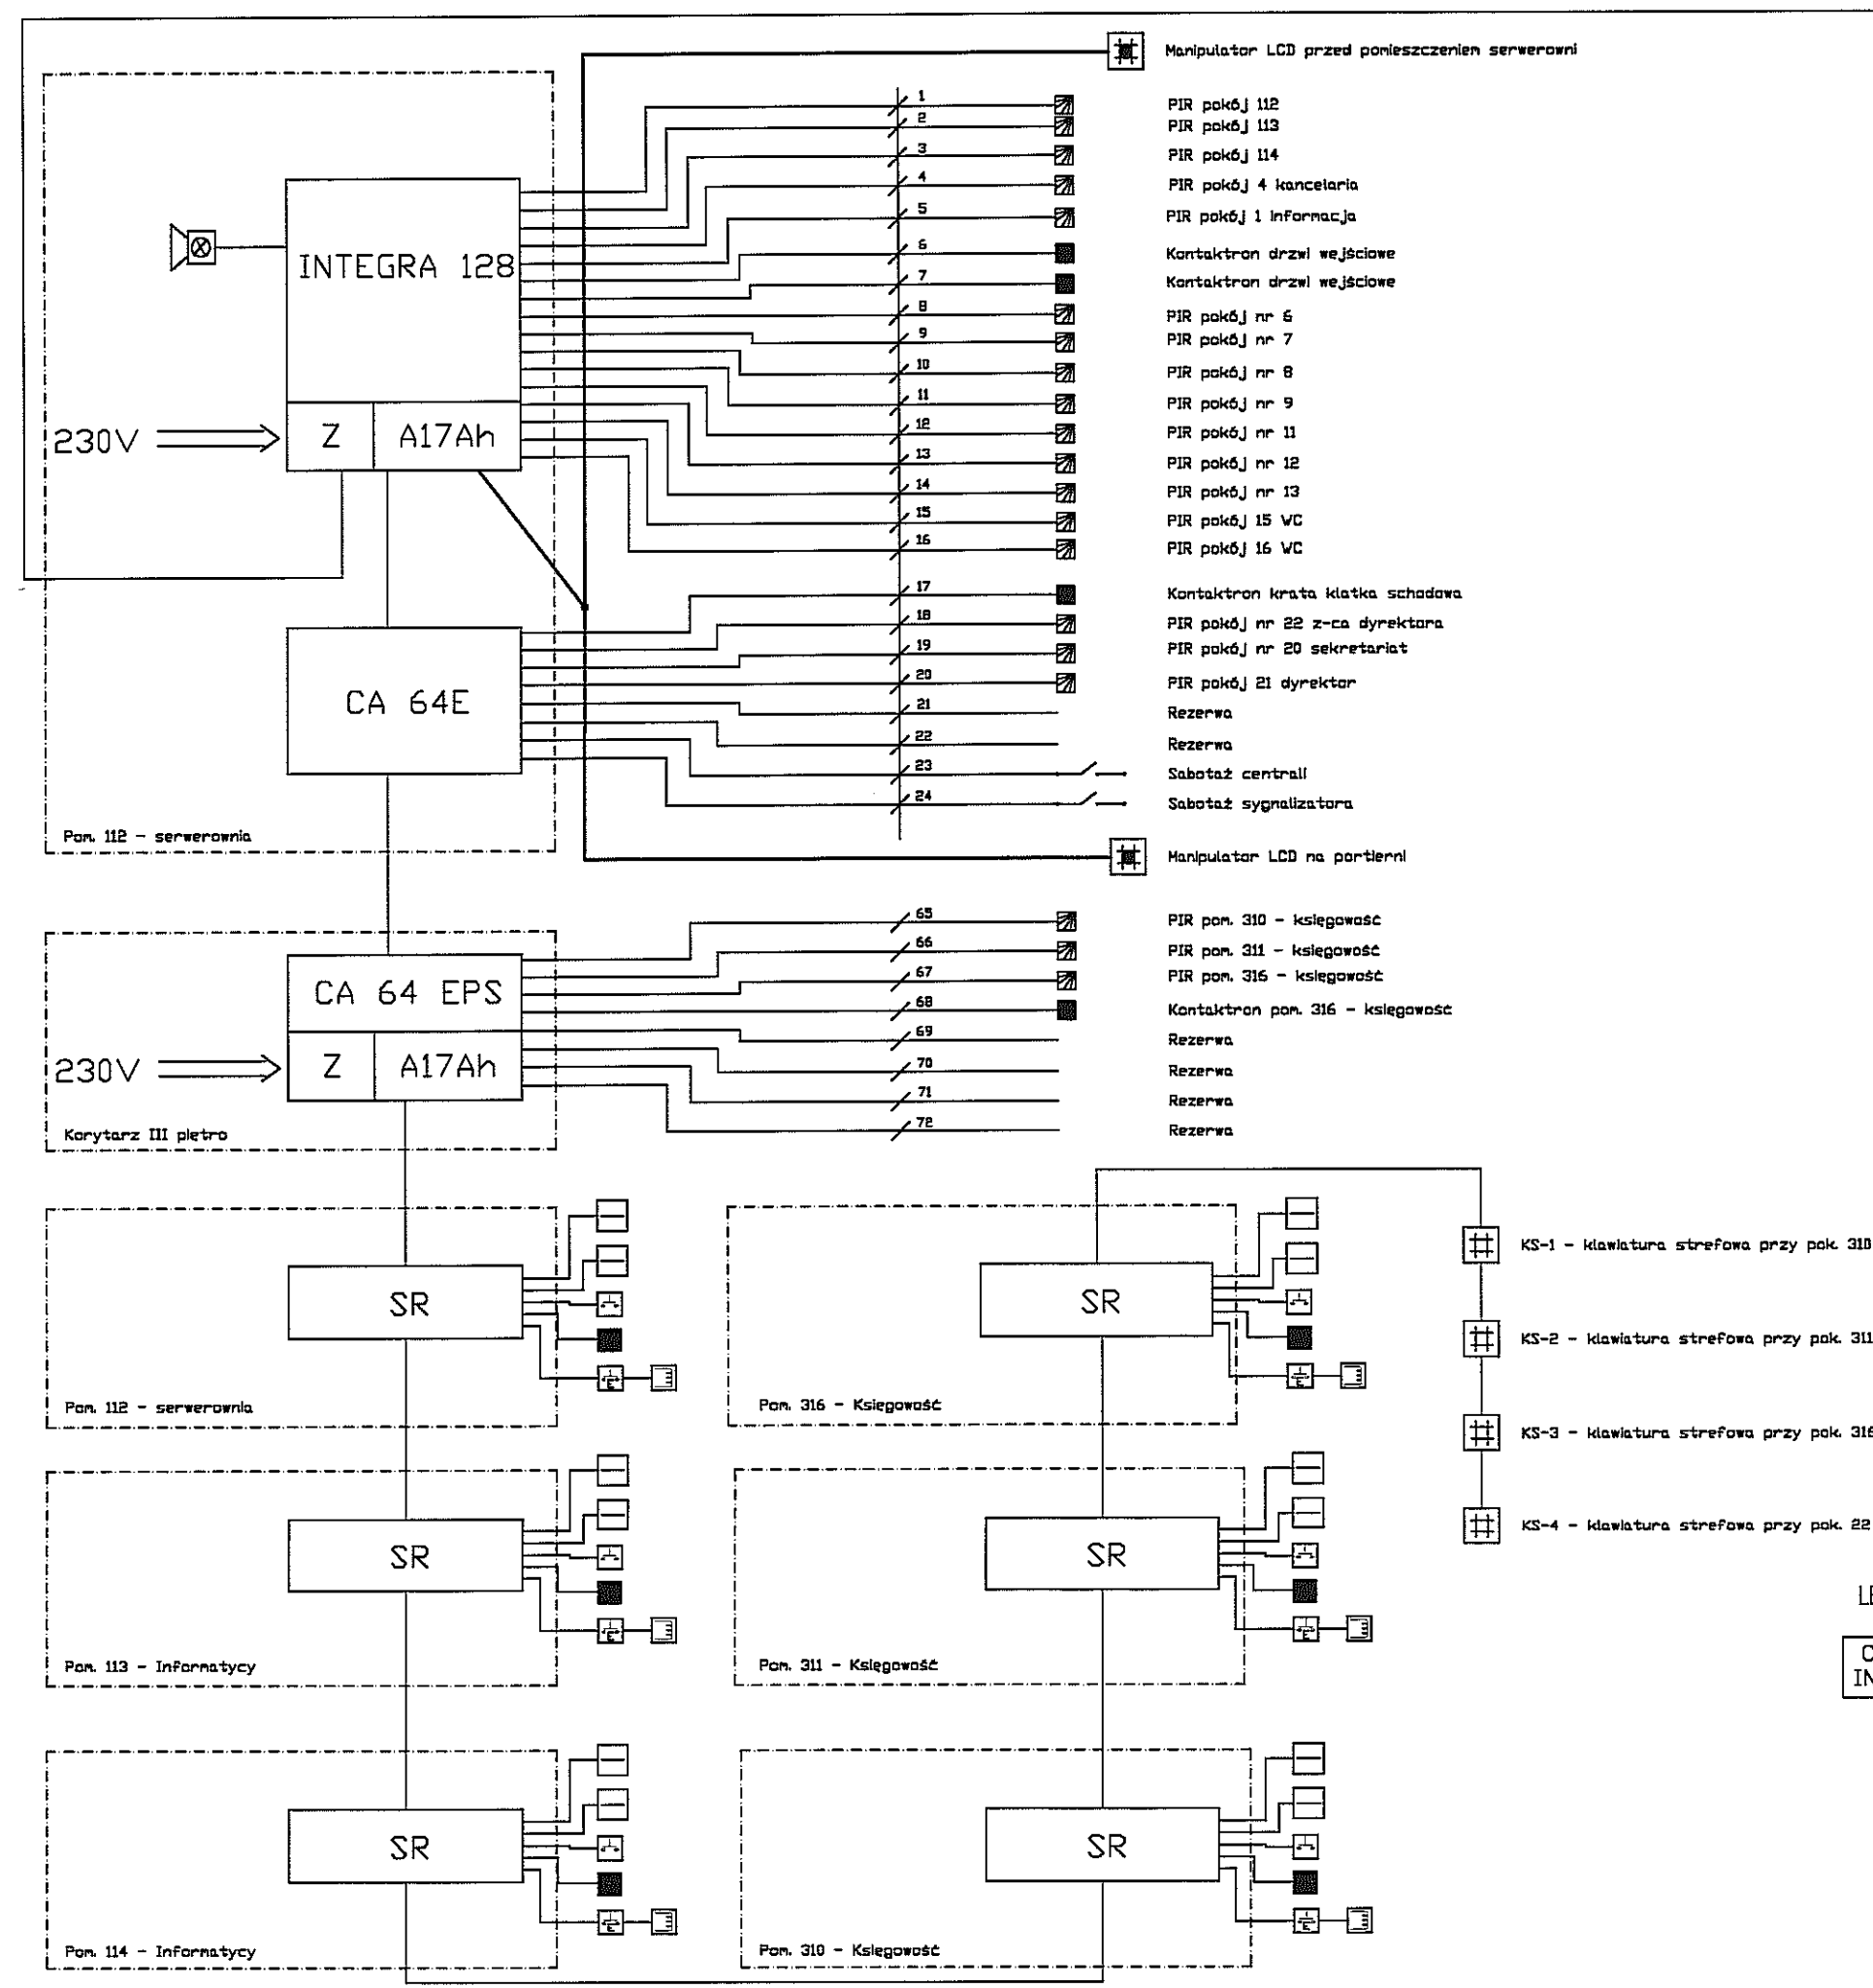 Manipulator LCD przed pomieszczeniem serwerowni
1 PIR pokój 112
2 PIR pokój 113
3 PIR pokój 114
4 PIR pokój 4 kancelaria
5 PIR pokój 1 informacja
6 Kontaktron drzwi wejściowe
7 Kontaktron drzwi wejściowe
8 PIR pokój nr 6
9 PIR pokój nr 7
10 PIR pokój nr 8
11 PIR pokój nr 9
12 PIR pokój nr 11
13 PIR pokój nr 12
14 PIR pokój nr 13
15 PIR pokój 15 WC
16 PIR pokój 16 WC
INTEGRA 128
230V
Z
A17Ah
17 Kontaktron krata klatka schodowa
18 PIR pokój nr 22 z-ca dyrektora
19 PIR pokój nr 20 sekretariat
20 PIR pokój 21 dyrektor
21 Rezerwa
22 Rezerwa
23 Sabotaż centrali
24 Sabotaż sygnalizatora
CA 64E
Pom. 112 - serwerownia
Manipulator LCD na portierni
65 PIR pom. 310 - księgowość
66 PIR pom. 311 - księgowość
67 PIR pom. 316 - księgowość
68 Kontaktron pom. 316 - księgowość
69 Rezerwa
70 Rezerwa
71 Rezerwa
72 Rezerwa
CA 64 EPS
230V
Z
A17Ah
Korytarz III piętro
SR
E
Pom. 112 - serwerownia
SR
E
Pom. 316 - Księgowość
KS-1 - klawiatura strefowa przy pok. 310
KS-2 - klawiatura strefowa przy pok. 311
KS-3 - klawiatura strefowa przy pok. 316
KS-4 - klawiatura strefowa przy pok. 22
SR
E
Pom. 113 - Informatycy
SR
E
Pom. 311 - Księgowość
LE
C
IN
SR
E
Pom. 114 - Informatycy
SR
E
Pom. 310 - Księgowość